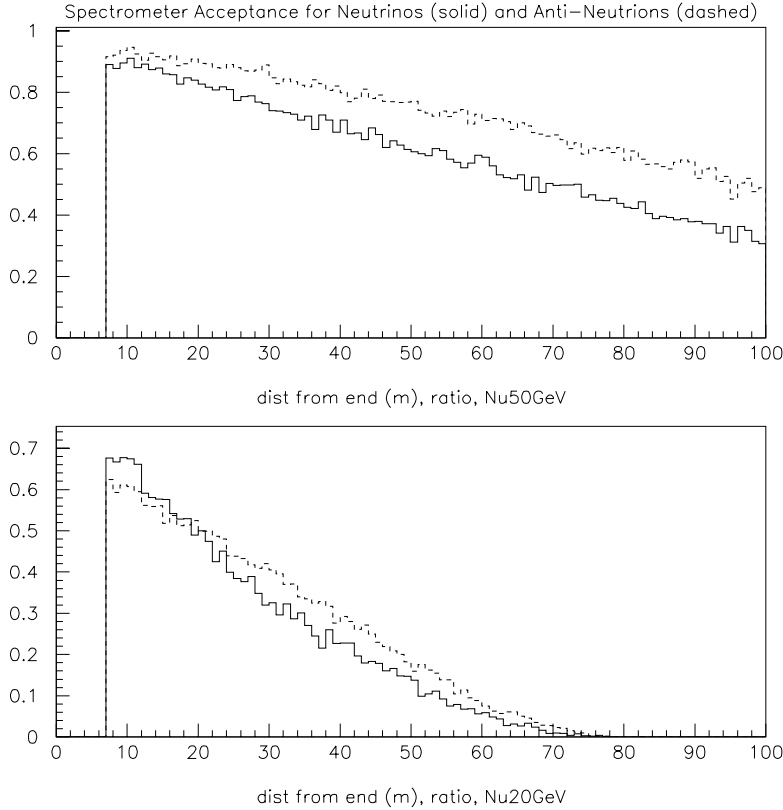 Spectrometer Acceptance for Neutrinos (solid) and Anti-Neutrions (dashed)
1
0.8
0.6
0.4
0.2
0
0 10 20 30 40 50 60 70 80 90 100
dist from end (m), ratio, Nu50GeV
0.7
0.6
0.5
0.4
0.3
0.2
0.1
0
0 10 20 30 40 50 60 70 80 90 100
dist from end (m), ratio, Nu20GeV